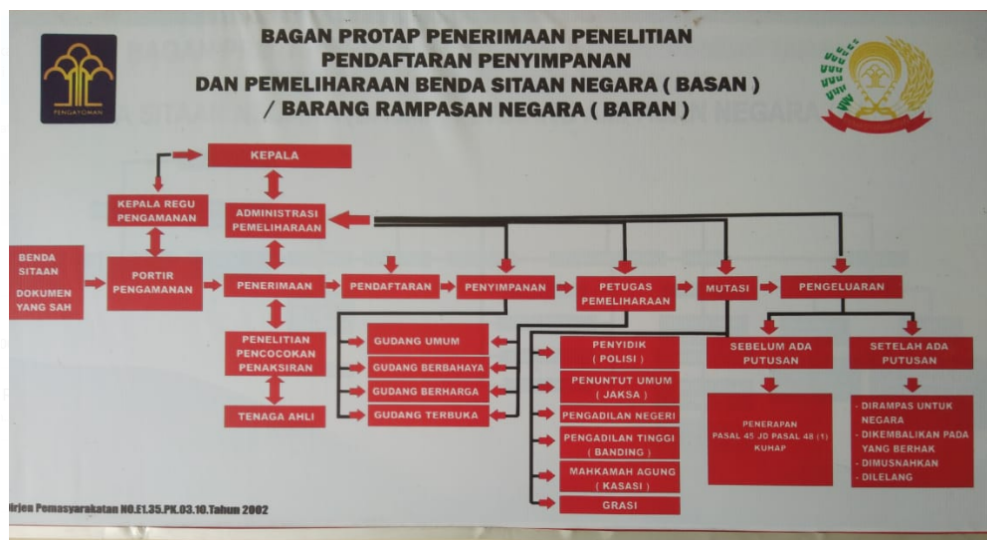 BAGAN PROTAP PENERIMAAN PENELITIAN
PENDAFTARAN PENYIMPANAN
DAN PEMELIHARAAN BENDA SITAAN NEGARA ( BASAN )
/ BARANG RAMPASAN NEGARA ( BARAN )
PENGAYOMAN
KEPALA
KEPALA REGU
PENGAMANAN
ADMINISTRASI
PEMELIHARAAN
BENDA
SITAAN
DOKUMEN
YANG SAH
PORTIR
PENGAMANAN
PENERIMAAN
PENDAFTARAN
PENYIMPANAN
PETUGAS
PEMELIHARAAN
MUTASI
PENGELUARAN
PENELITIAN
PENCOCOKAN
PENAKSIRAN
TENAGA AHLI
GUDANG UMUM
GUDANG BERBAHAYA
GUDANG BERHARGA
GUDANG TERBUKA
PENYIDIK
( POLISI )
PENUNTUT UMUM
( JAKSA )
PENGADILAN NEGERI
PENGADILAN TINGGI
( BANDING )
MAHKAMAH AGUNG
( KASASI )
GRASI
SEBELUM ADA
PUTUSAN
PENERAPAN
PASAL 45 JO PASAL 48 (1)
KUHAP
SETELAH ADA
PUTUSAN
- DIRAMPAS UNTUK
NEGARA
- DIKEMBALIKAN PADA
YANG BERHAK
- DIMUSNAHKAN
- DILELANG
Dirjen Pemasyarakatan NO.E1.35.PK.03.10.Tahun 2002